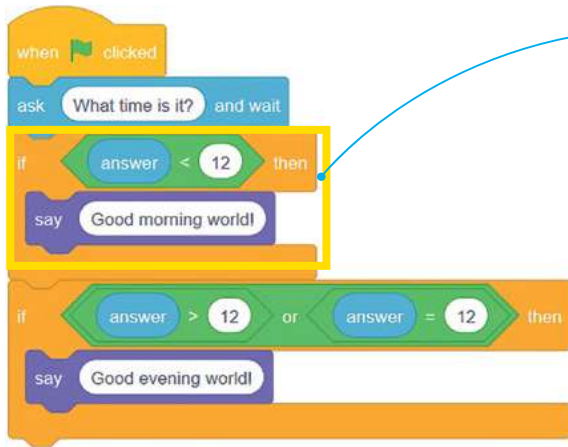 when clicked
ask What time is it? and wait
if answer < 12 then
say Good morning world!
if answer > 12 or answer = 12 then
say Good evening world!